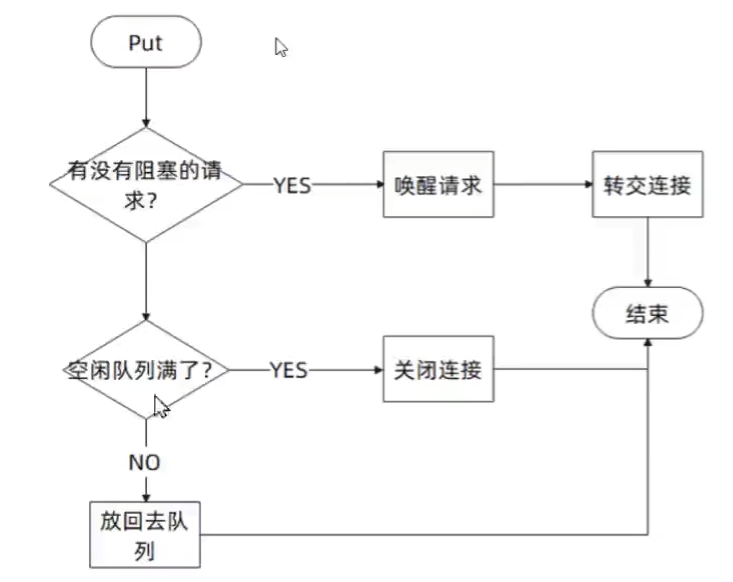 Put
有没有阻塞的请
求？
YES
唤醒请求
转交连接
结束
空闲队列满了？
YES
关闭连接
NO
放回去队
列